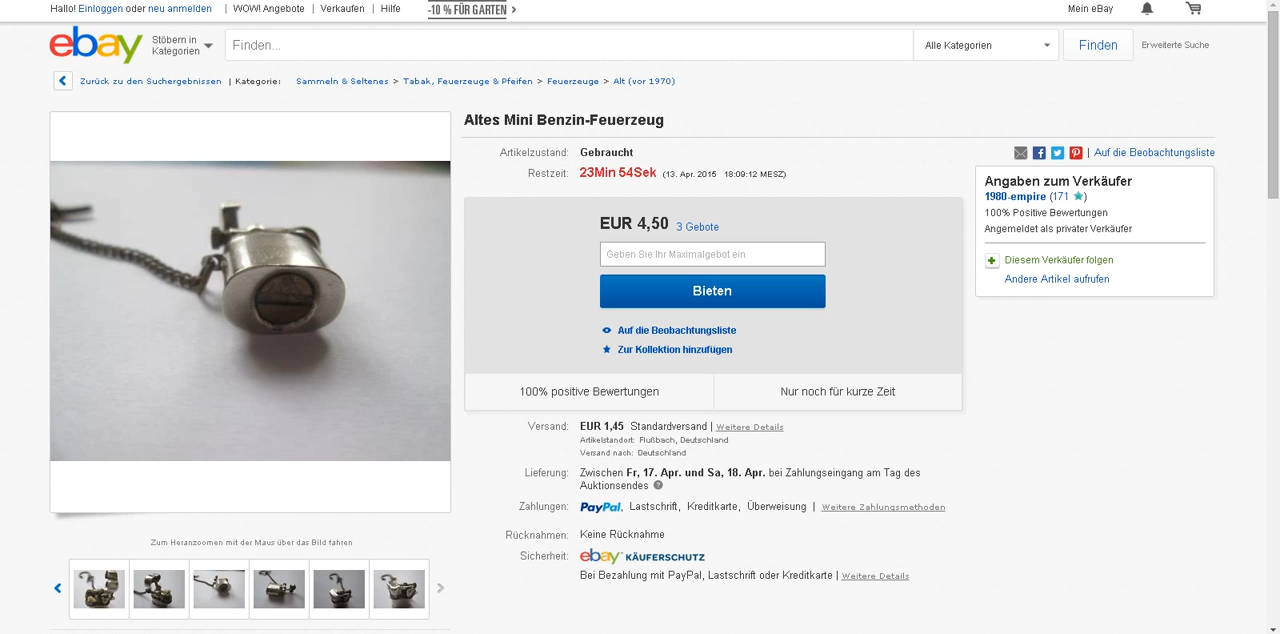 Hallo! Einloggen oder neu anmelden | WOW! Angebote | Verkaufen | Hilfe -10 % FÜR GARTEN > Mein eBay
ebay Stöbern in Kategorien Finden... Alle Kategorien Finden Erweiterte Suche
Zurück zu den Suchergebnissen | Kategorie: Sammeln & Seltenes > Tabak, Feuerzeuge & Pfeifen > Feuerzeuge > Alt (vor 1970)
Altes Mini Benzin-Feuerzeug
Artikelzustand: Gebraucht
Restzeit: 23Min 54Sek (13. Apr. 2015 18:09:12 MESZ)
EUR 4,50 3 Gebote
Geben Sie Ihr Maximalgebot ein
Bieten
Auf die Beobachtungsliste
Zur Kollektion hinzufügen
100% positive Bewertungen Nur noch für kurze Zeit
| Auf die Beobachtungsliste
Angaben zum Verkäufer
1980-empire (171)
100% Positive Bewertungen
Angemeldet als privater Verkäufer
Diesem Verkäufer folgen
Andere Artikel aufrufen
Versand: EUR 1,45 Standardversand | Weitere Details
Artikelstandort: Flußbach, Deutschland
Versand nach: Deutschland
Lieferung: Zwischen Fr, 17. Apr. und Sa, 18. Apr. bei Zahlungseingang am Tag des
Auktionsendes
Zahlungen: PayPal, Lastschrift, Kreditkarte, Überweisung | Weitere Zahlungsmethoden
Rücknahmen: Keine Rücknahme
Sicherheit: ebay KÄUFERSCHUTZ
Bei Bezahlung mit PayPal, Lastschrift oder Kreditkarte | Weitere Details
Zum Heranzoomen mit der Maus über das Bild fahren